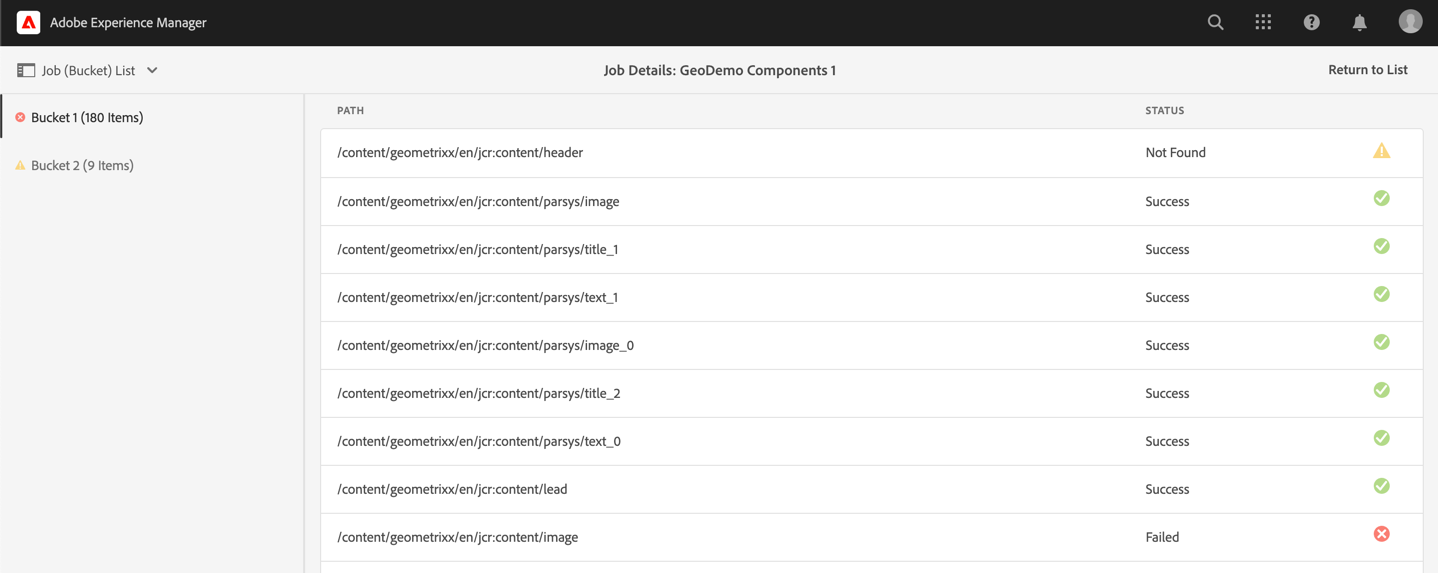 Adobe Experience Manager
Job (Bucket) List
Job Details: GeoDemo Components 1
Return to List
Bucket 1 (180 Items)
Bucket 2 (9 Items)
PATH STATUS
/content/geometrixx/en/jcr:content/header Not Found
/content/geometrixx/en/jcr:content/parsys/image Success
/content/geometrixx/en/jcr:content/parsys/title_1 Success
/content/geometrixx/en/jcr:content/parsys/text_1 Success
/content/geometrixx/en/jcr:content/parsys/image_0 Success
/content/geometrixx/en/jcr:content/parsys/title_2 Success
/content/geometrixx/en/jcr:content/parsys/text_0 Success
/content/geometrixx/en/jcr:content/lead Success
/content/geometrixx/en/jcr:content/image Failed